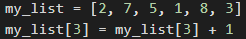 my_list = [2, 7, 5, 1, 8, 3]
my_list[3] = my_list[3] + 1